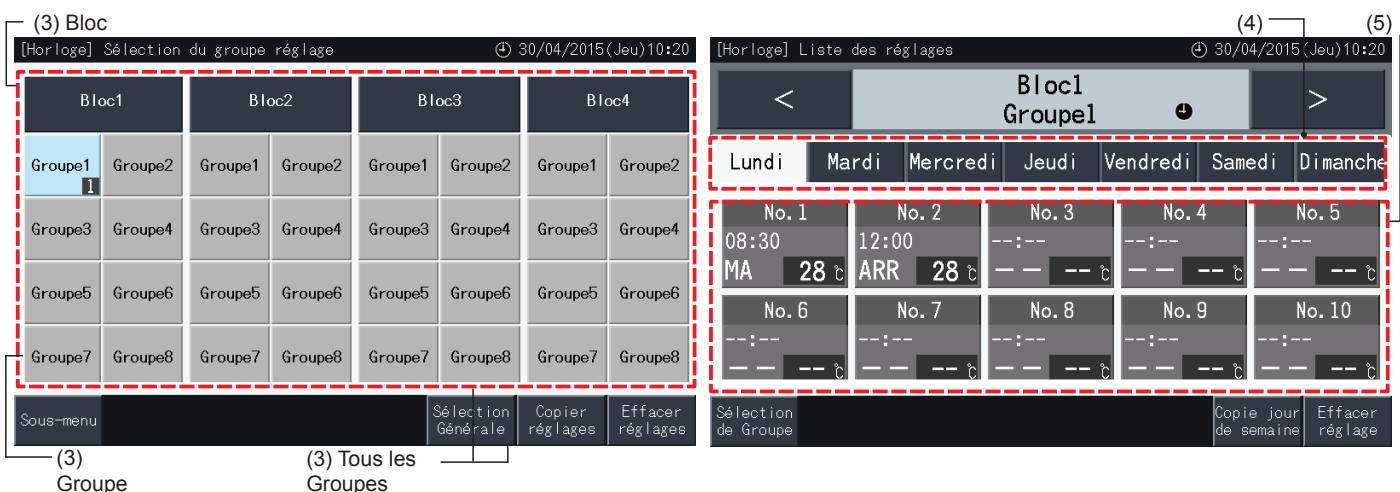 (3) Bloc
[Horloge] Sélection du groupe réglage 30/04/2015(Jeu)10:20
Bloc1 Bloc2 Bloc3 Bloc4
Groupe1 Groupe2 Groupe1 Groupe2 Groupe1 Groupe2 Groupe1 Groupe2
1
Groupe3 Groupe4 Groupe3 Groupe4 Groupe3 Groupe4 Groupe3 Groupe4
Groupe5 Groupe6 Groupe5 Groupe6 Groupe5 Groupe6 Groupe5 Groupe6
Groupe7 Groupe8 Groupe7 Groupe8 Groupe7 Groupe8 Groupe7 Groupe8
Sous-menu Sélection Copier Effacer
Générale réglages réglages
(3)
Groupe
(3) Tous les
Groupes
(4) (5)
[Horloge] Liste des réglages 30/04/2015(Jeu)10:20
< Bloc1 >
Groupe1
Lundi Mardi Mercredi Jeudi Vendredi Samedi Dimanche
No.1 No.2 No.3 No.4 No.5
08:30 12:00 --:-- --:-- --:--
MA 28 ℃ ARR 28 ℃ -- -- ℃ -- -- ℃ -- -- ℃
No.6 No.7 No.8 No.9 No.10
--:-- --:-- --:-- --:-- --:--
-- -- ℃ -- -- ℃ -- -- ℃ -- -- ℃ -- -- ℃
Sélection Copie jour Effacer
de Groupe de semaine réglage